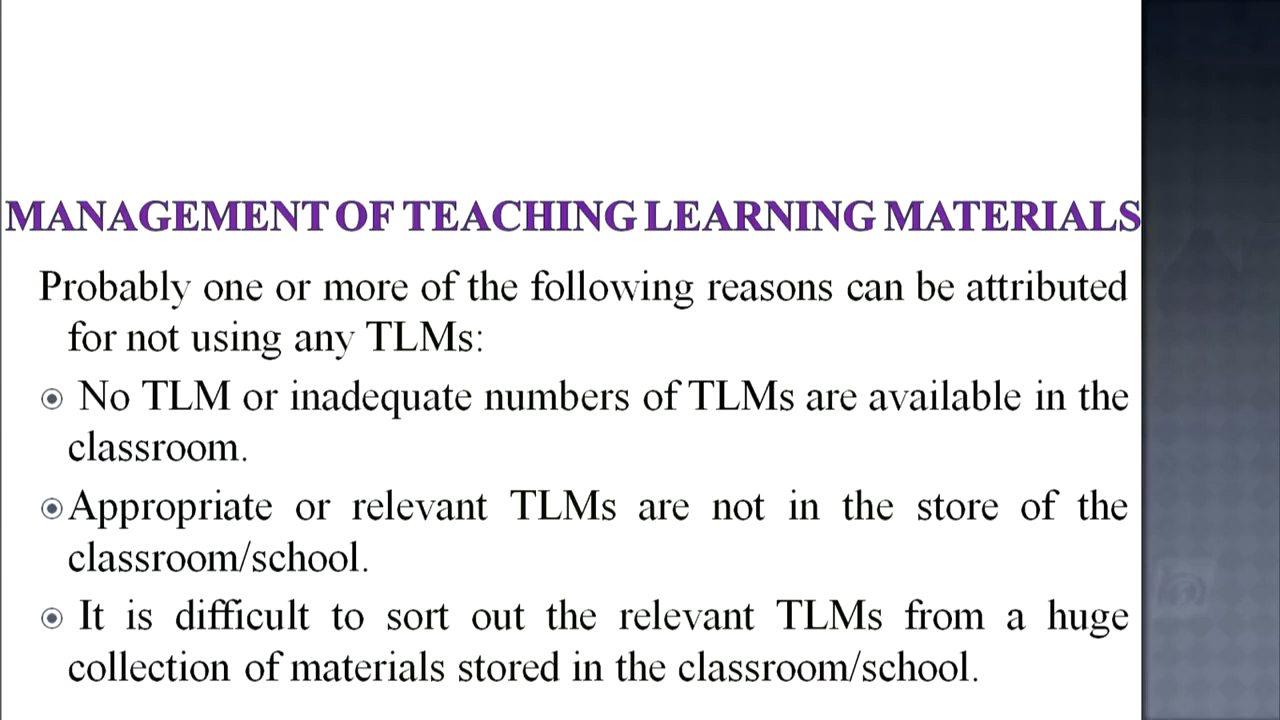 MANAGEMENT OF TEACHING LEARNING MATERIALS
Probably one or more of the following reasons can be attributed
for not using any TLMs:
No TLM or inadequate numbers of TLMs are available in the
classroom.
Appropriate or relevant TLMs are not in the store of the
classroom/school.
It is difficult to sort out the relevant TLMs from a huge
collection of materials stored in the classroom/school.